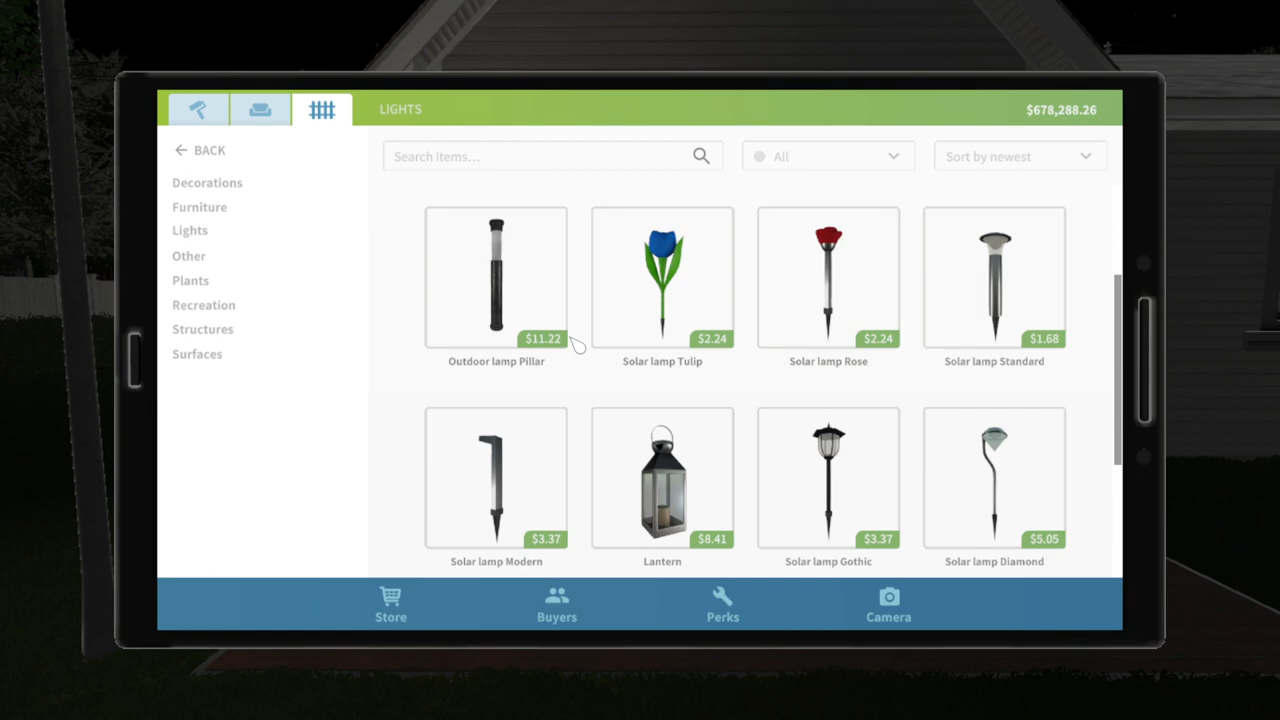 LIGHTS
$678,288.26
BACK
Search items...
All
Sort by newest
Decorations
Furniture
Lights
Other
Plants
Recreation
Structures
Surfaces
$11.22
$2.24
$2.24
$1.68
Outdoor lamp Pillar
Solar lamp Tulip
Solar lamp Rose
Solar lamp Standard
$3.37
$8.41
$3.37
$5.05
Solar lamp Modern
Lantern
Solar lamp Gothic
Solar lamp Diamond
Store
Buyers
Perks
Camera